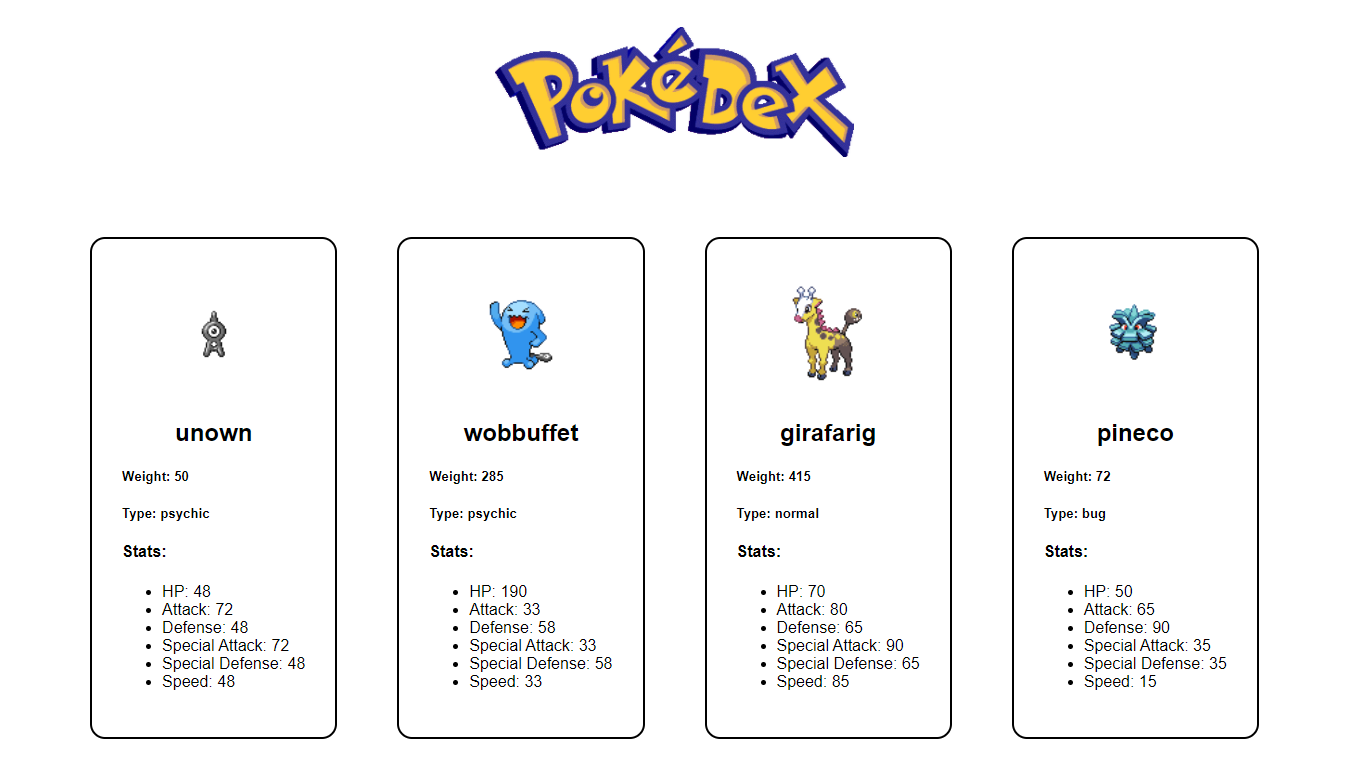 PokéDex
unown
Weight: 50
Type: psychic
Stats:
HP: 48
Attack: 72
Defense: 48
Special Attack: 72
Special Defense: 48
Speed: 48
wobbuffet
Weight: 285
Type: psychic
Stats:
HP: 190
Attack: 33
Defense: 58
Special Attack: 33
Special Defense: 58
Speed: 33
girafarig
Weight: 415
Type: normal
Stats:
HP: 70
Attack: 80
Defense: 65
Special Attack: 90
Special Defense: 65
Speed: 85
pineco
Weight: 72
Type: bug
Stats:
HP: 50
Attack: 65
Defense: 90
Special Attack: 35
Special Defense: 35
Speed: 15